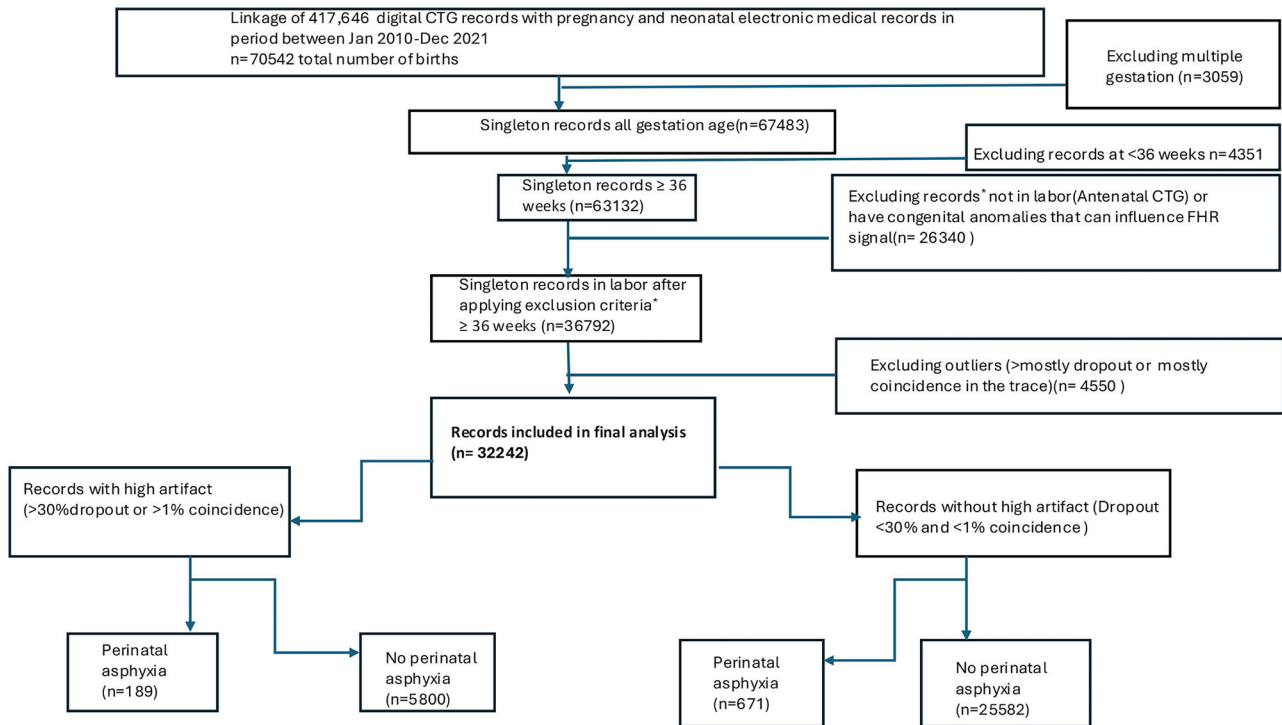 Linkage of 417,646 digital CTG records with pregnancy and neonatal electronic medical records in
period between Jan 2010-Dec 2021
n=70542 total number of births
Excluding multiple
gestation (n=3059)
Singleton records all gestation age(n=67483)
Excluding records at <36 weeks n=4351
Singleton records ≥ 36
weeks (n=63132)
Excluding records* not in labor(Antenatal CTG) or
have congenital anomalies that can influence FHR
signal(n= 26340 )
Singleton records in labor after
applying exclusion criteria*
≥ 36 weeks (n=36792)
Excluding outliers (>mostly dropout or mostly
coincidence in the trace)(n= 4550 )
Records included in final analysis
(n= 32242)
Records with high artifact
(>30%dropout or >1% coincidence)
Records without high artifact (Dropout
<30% and <1% coincidence )
Perinatal
asphyxia
(n=189)
No perinatal
asphyxia
(n=5800)
Perinatal
asphyxia
(n=671)
No perinatal
asphyxia
(n=25582)